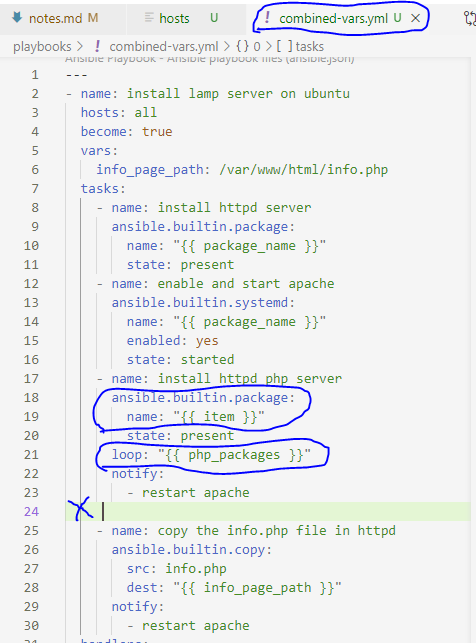 notes.md M hosts U ! combined-vars.yml U ×
playbooks > ! combined-vars.yml > { } 0 > [ ] tasks
Ansible Playbook - Ansible playbook files (ansible.json)
1 ---
2 - name: install lamp server on ubuntu
3 hosts: all
4 become: true
5 vars:
6 info_page_path: /var/www/html/info.php
7 tasks:
8 - name: install httpd server
9 ansible.builtin.package:
10 name: "{{ package_name }}"
11 state: present
12 - name: enable and start apache
13 ansible.builtin.systemd:
14 name: "{{ package_name }}"
15 enabled: yes
16 state: started
17 - name: install httpd php server
18 ansible.builtin.package:
19 name: "{{ item }}"
20 state: present
21 loop: "{{ php_packages }}"
22 notify:
23 - restart apache
24
25 - name: copy the info.php file in httpd
26 ansible.builtin.copy:
27 src: info.php
28 dest: "{{ info_page_path }}"
29 notify:
30 - restart apache
handlers: